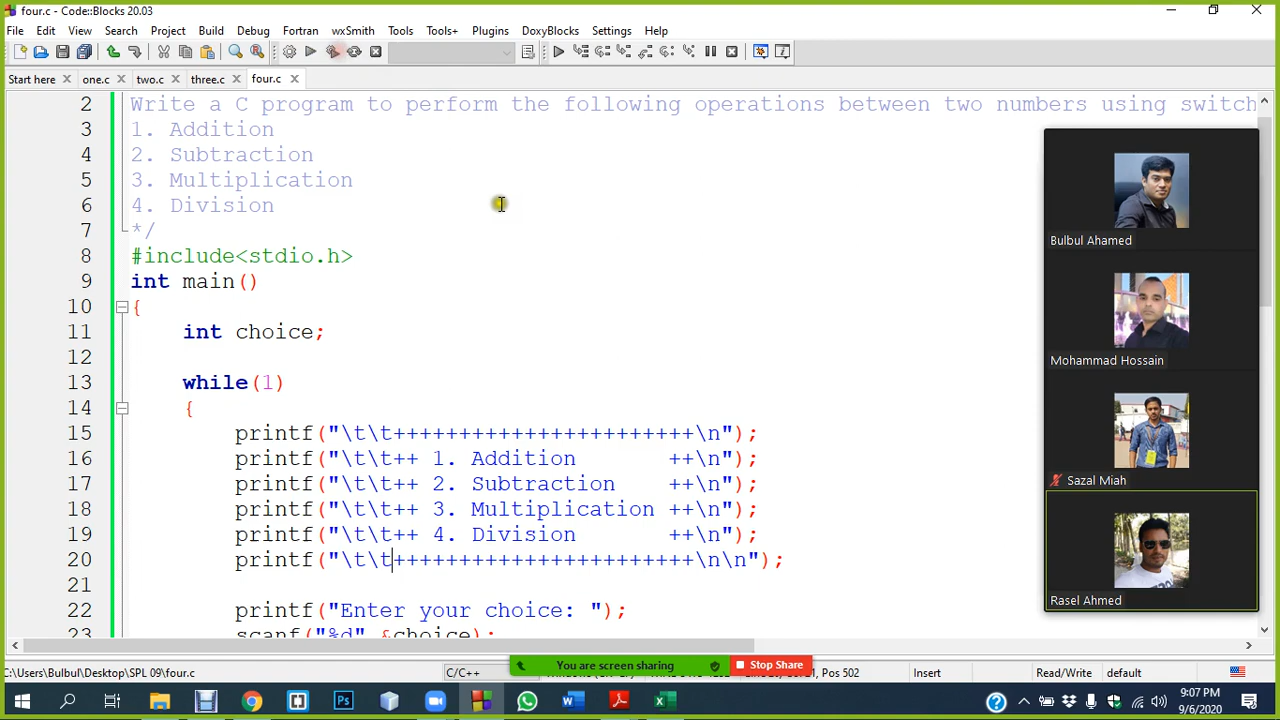 four.c - Code::Blocks 20.03
File Edit View Search Project Build Debug Fortran wxSmith Tools Tools+ Plugins DoxyBlocks Settings Help
Start here one.c two.c three.c four.c
2 Write a C program to perform the following operations between two numbers using switch
3 1. Addition
4 2. Subtraction
5 3. Multiplication
6 4. Division
7 */
8 #include<stdio.h>
9 int main()
10 {
11 int choice;
12
13 while(1)
14 {
15 printf("\t\t+++++++++++++++++++++++\n");
16 printf("\t\t++ 1. Addition       ++\n");
17 printf("\t\t++ 2. Subtraction    ++\n");
18 printf("\t\t++ 3. Multiplication ++\n");
19 printf("\t\t++ 4. Division       ++\n");
20 printf("\t\t+++++++++++++++++++++++\n\n");
21
22 printf("Enter your choice: ");
23 scanf("%d",&choice);
Bulbul Ahamed
Mohammad Hossain
Sazal Miah
Rasel Ahmed
C:\Users\Bulbul\Desktop\SPL 09\four.c C/C++ Pos 502 Insert Read/Write default
You are screen sharing Stop Share
9:07 PM
9/6/2020